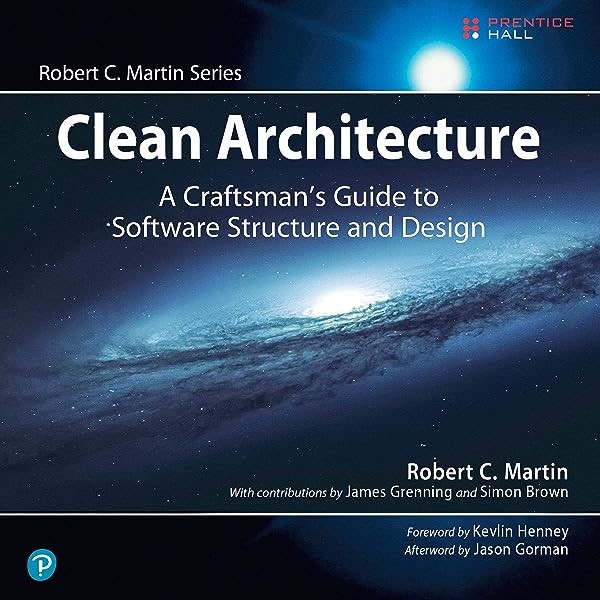 PRENTICE
HALL
Robert C. Martin Series
Clean Architecture
A Craftsman's Guide to
Software Structure and Design
Robert C. Martin
With contributions by James Grenning and Simon Brown
Foreword by Kevlin Henney
Afterword by Jason Gorman
P